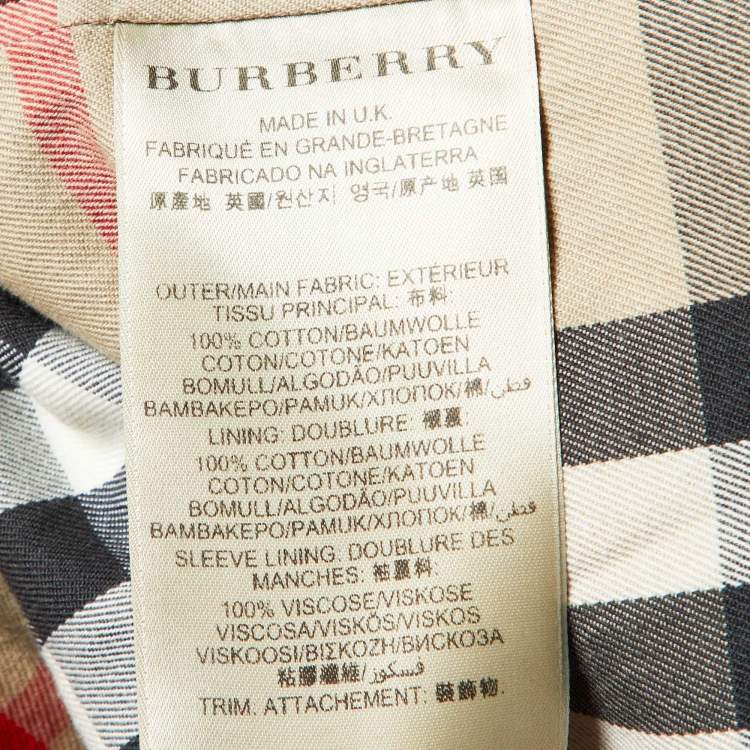 BURBERRY
MADE IN U.K.
FABRIQUÉ EN GRANDE-BRETAGNE
FABRICADO NA INGLATERRA
原產地 英國/원산지 영국/原产地 英国
OUTER/MAIN FABRIC: EXTÉRIEUR
TISSU PRINCIPAL: 布料:
100% COTTON/BAUMWOLLE
COTON/COTONE/KATOEN
BOMULL/ALGODÃO/PUUVILLA
ΒΑΜΒΑΚΕΡΟ/PAMUK/ХЛОПОК/棉/قطن
LINING: DOUBLURE: 襯裏:
100% COTTON/BAUMWOLLE
COTON/COTONE/KATOEN
BOMULL/ALGODÃO/PUUVILLA
ΒΑΜΒΑΚΕΡΟ/PAMUK/ХЛОПОК/棉/قطن
SLEEVE LINING: DOUBLURE DES
MANCHES: 袖裏料:
100% VISCOSE/VISKOSE
VISCOSA/VISKÓS/VISKOS
VISKOOSI/ΒΙΣΚΟΖΗ/ВИСКОЗА
粘膠纖維/فسكوز
TRIM: ATTACHEMENT: 裝飾物.